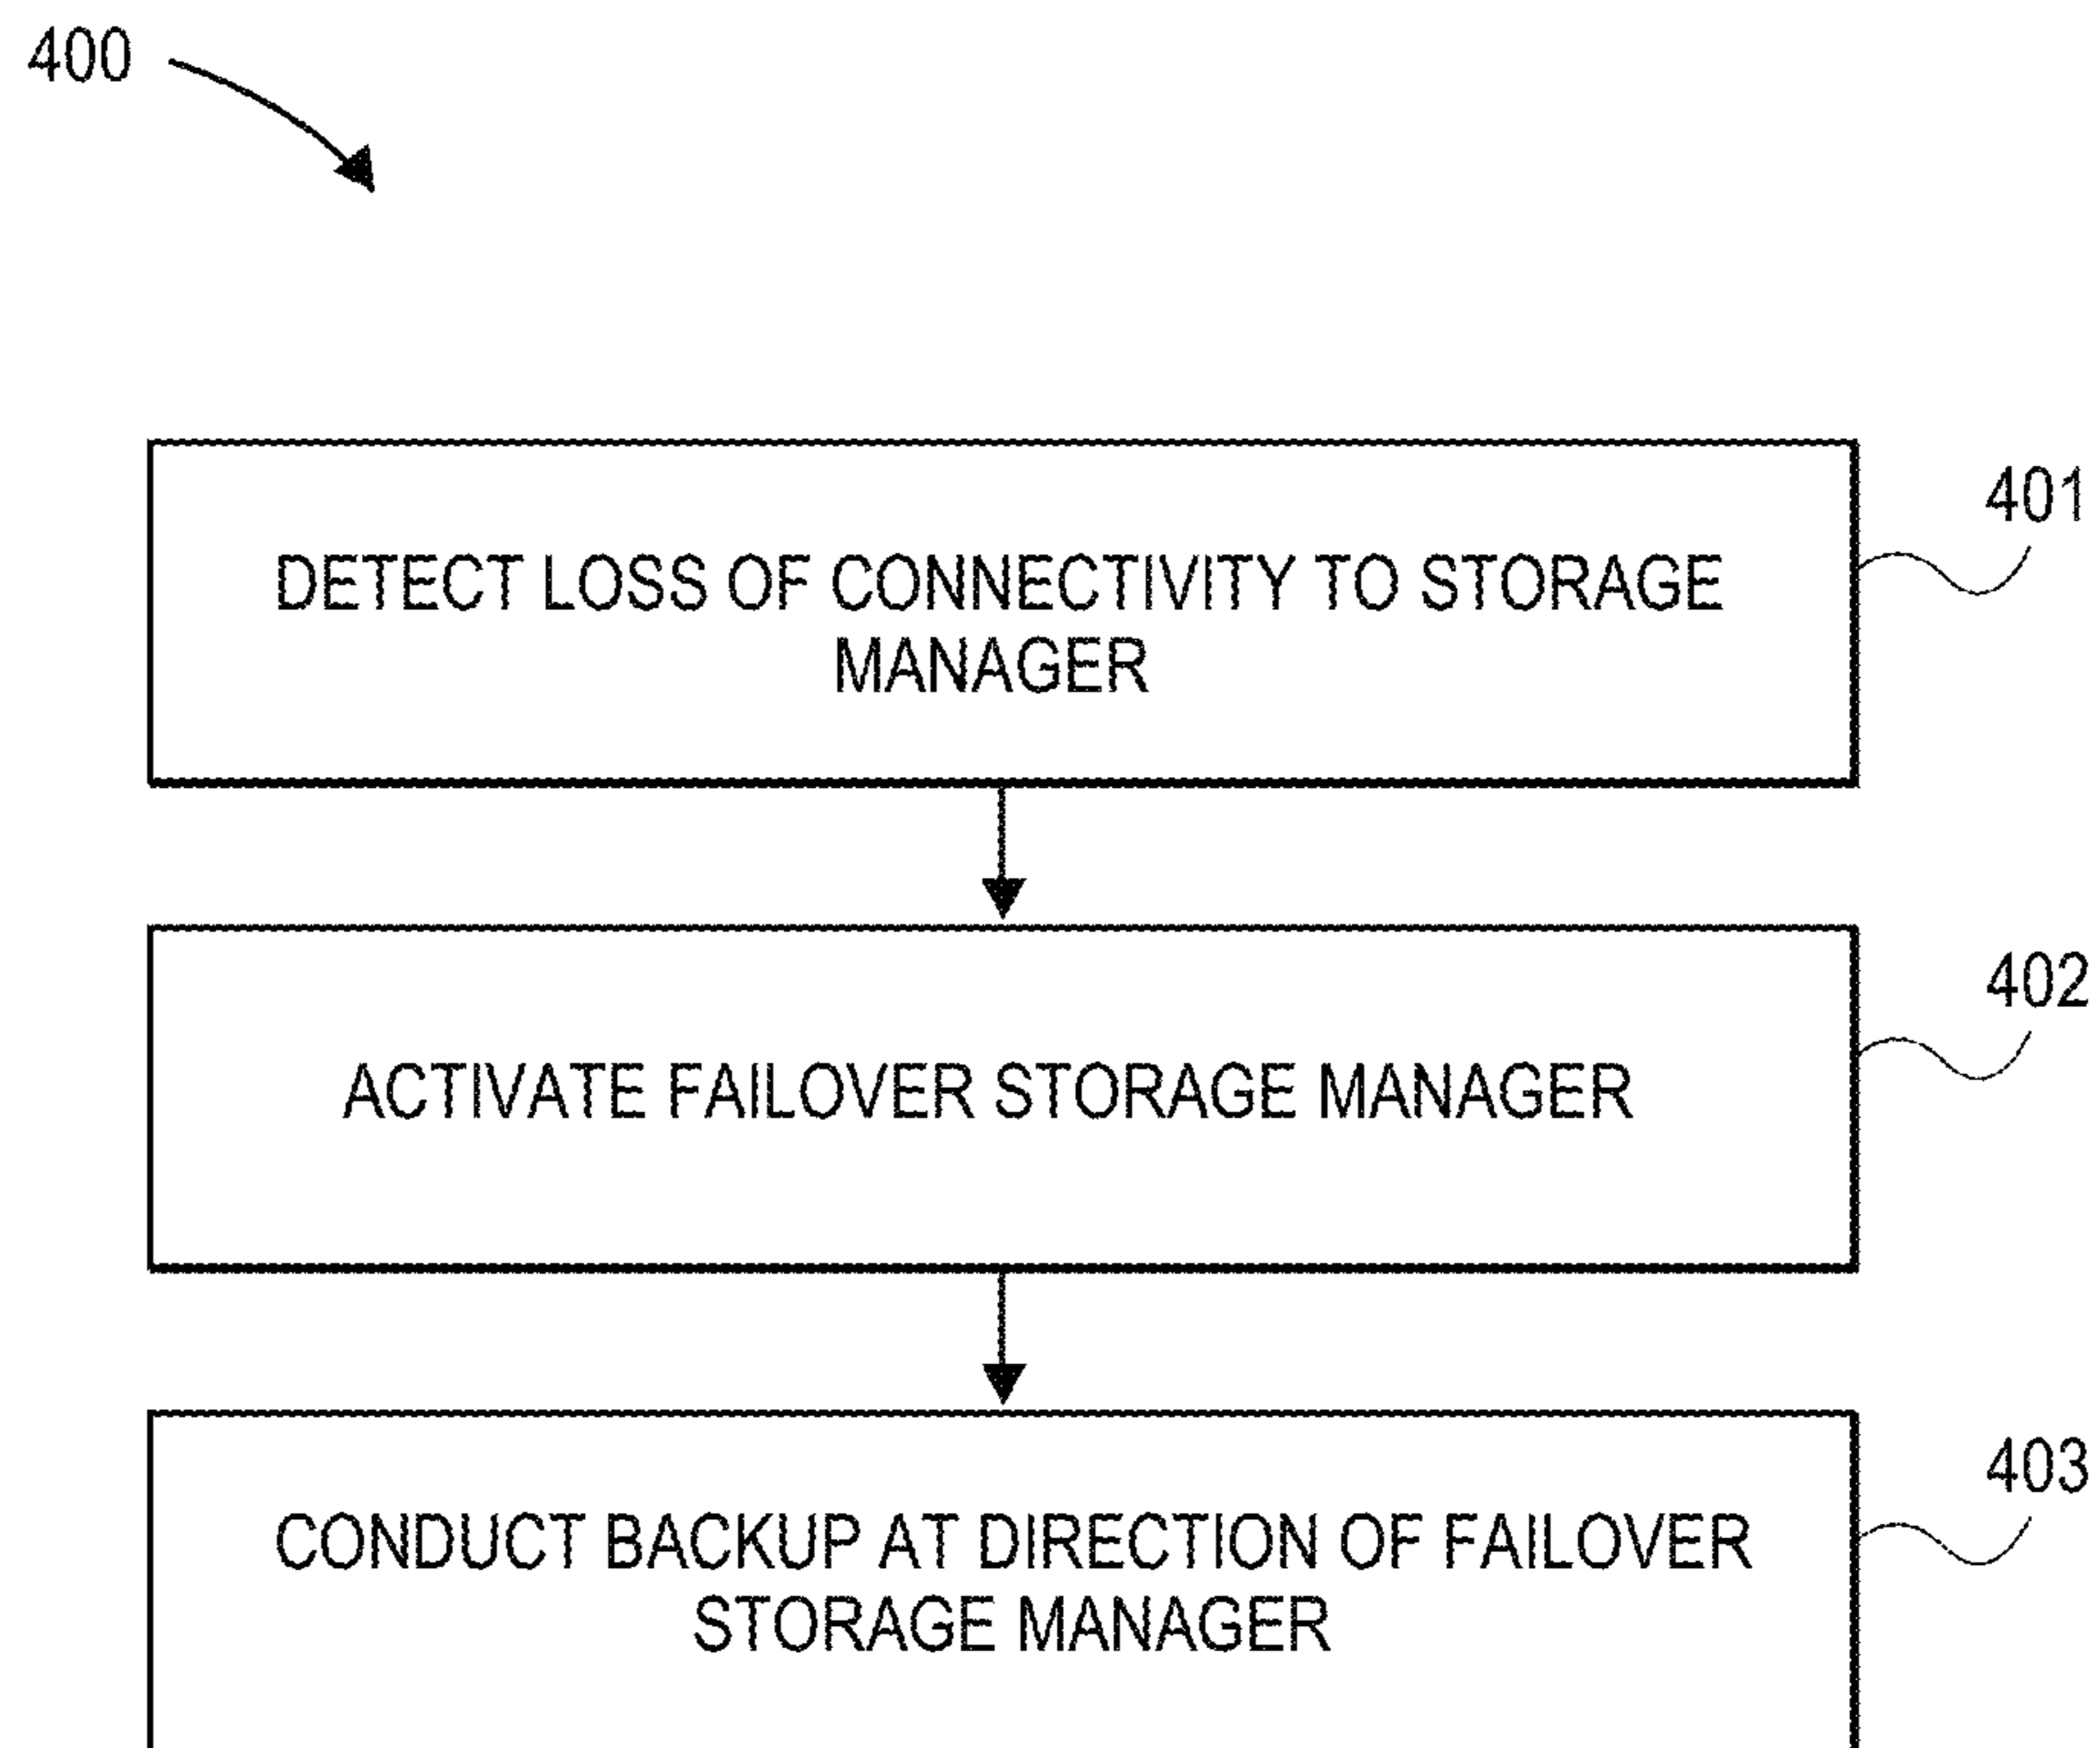 400
401
DETECT LOSS OF CONNECTIVITY TO STORAGE
MANAGER
402
ACTIVATE FAILOVER STORAGE MANAGER
403
CONDUCT BACKUP AT DIRECTION OF FAILOVER
STORAGE MANAGER